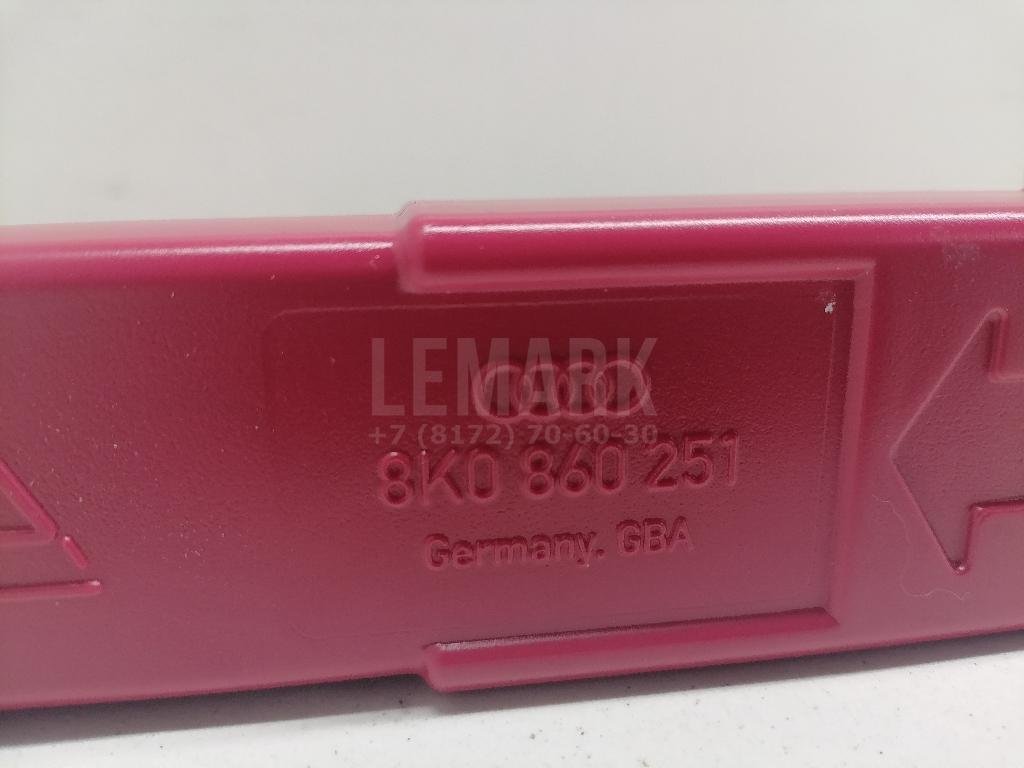 LEMARK
+7 (8172) 70-60-30
8K0 860 251
Germany, GBA